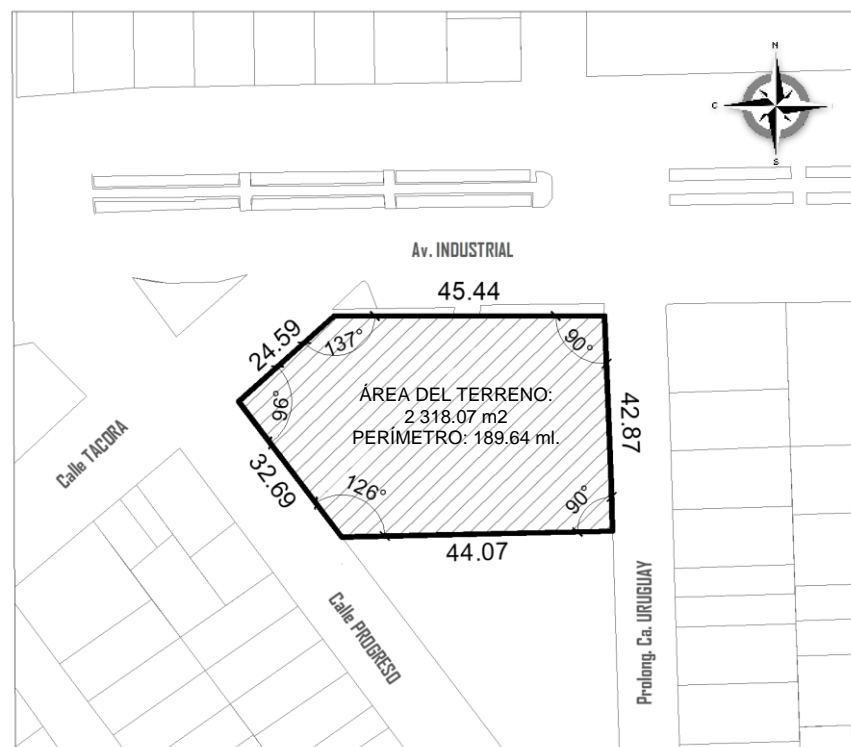 N
C
S
Av. INDUSTRIAL
45.44
24.59
137°
90°
ÁREA DEL TERRENO:
2 318.07 m2
PERÍMETRO: 189.64 ml.
96°
42.87
Calle TACORA
32.69
126°
90°
44.07
Calle PROGRESO
Prolong. Ca. URUGUAY